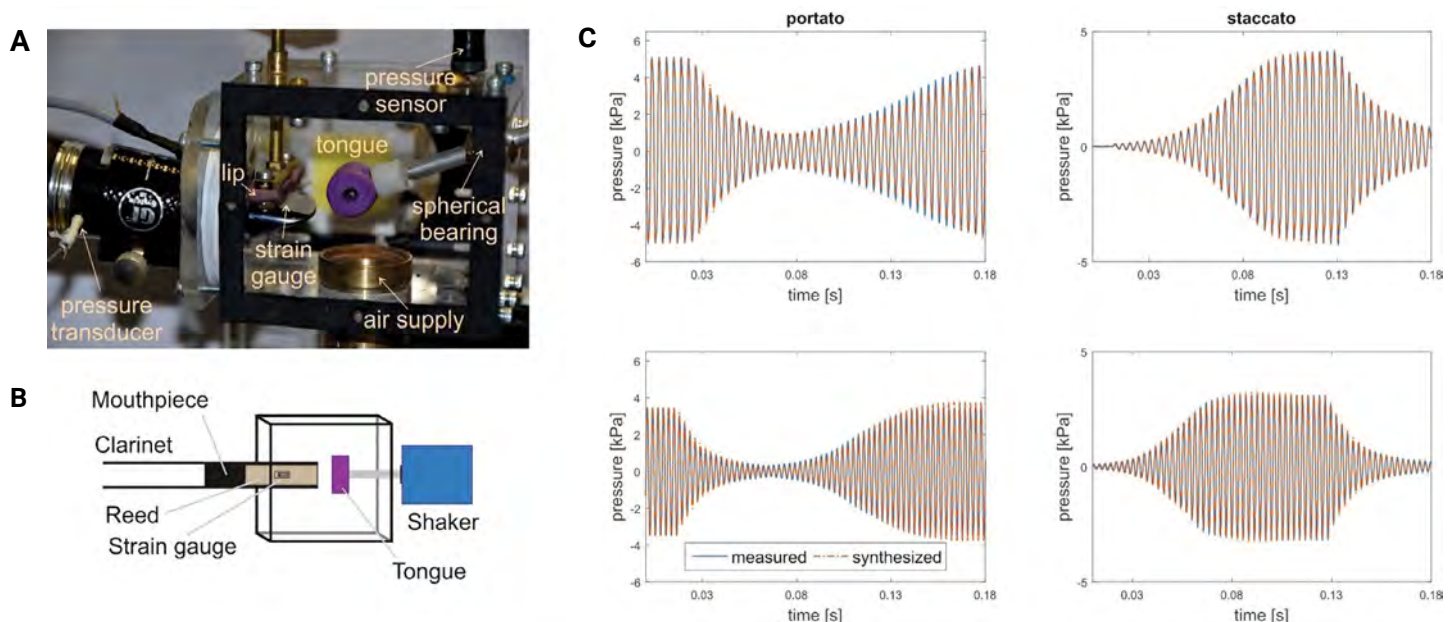 A
pressure
sensor
tongue
lip
spherical
bearing
strain
gauge
pressure
transducer
air supply
B
Mouthpiece
Clarinet
Reed
Strain gauge
Shaker
Tongue
C
portato
6
4
2
0
-2
-4
-6
pressure [kPa]
0.03
0.08
0.13
0.18
time [s]
staccato
5
0
-5
pressure [kPa]
0.03
0.08
0.13
0.18
time [s]
6
4
2
0
-2
-4
-6
pressure [kPa]
measured
synthesized
0.03
0.08
0.13
0.18
time [s]
5
0
-5
pressure [kPa]
0.03
0.08
0.13
0.18
time [s]